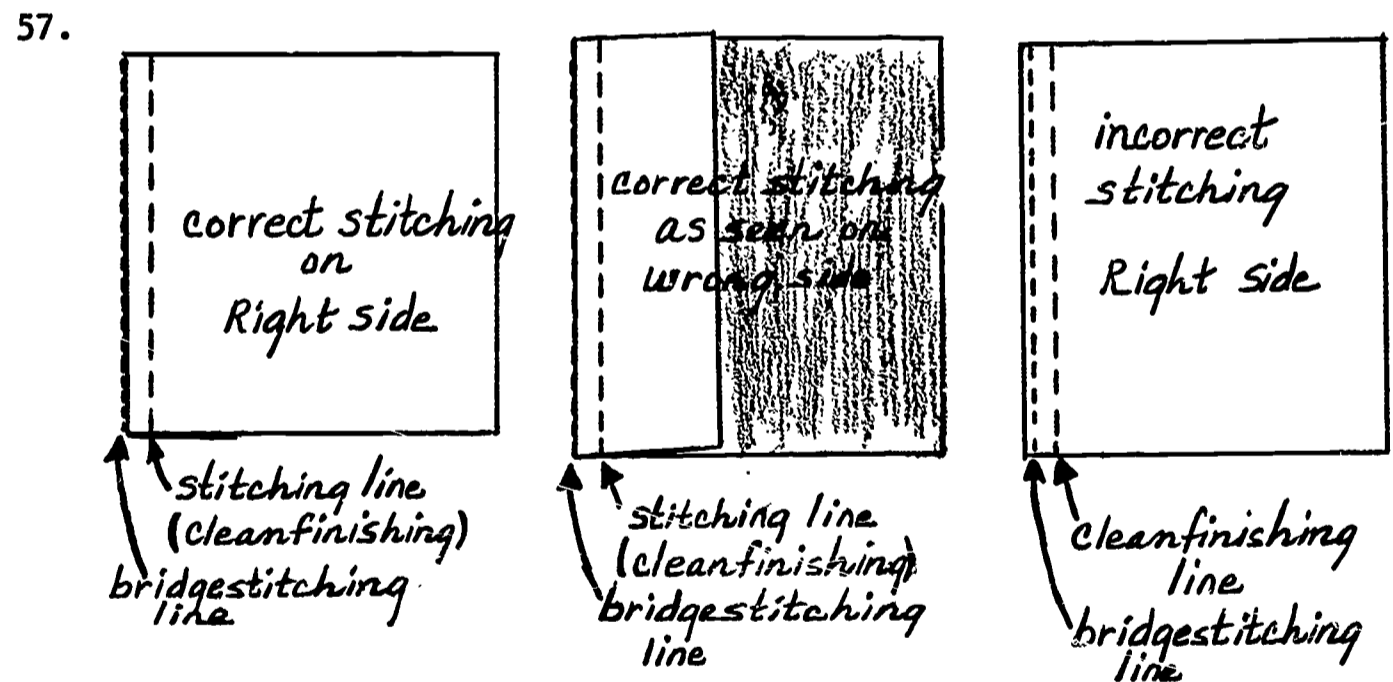 57.
correct stitching
on
Right side
stitching line
(cleanfinishing)
bridgestitching
line
correct stitching
as seen on
wrong side
stitching line
(cleanfinishing)
bridgestitching
line
incorrect
stitching
Right side
cleanfinishing
line
bridgestitching
line